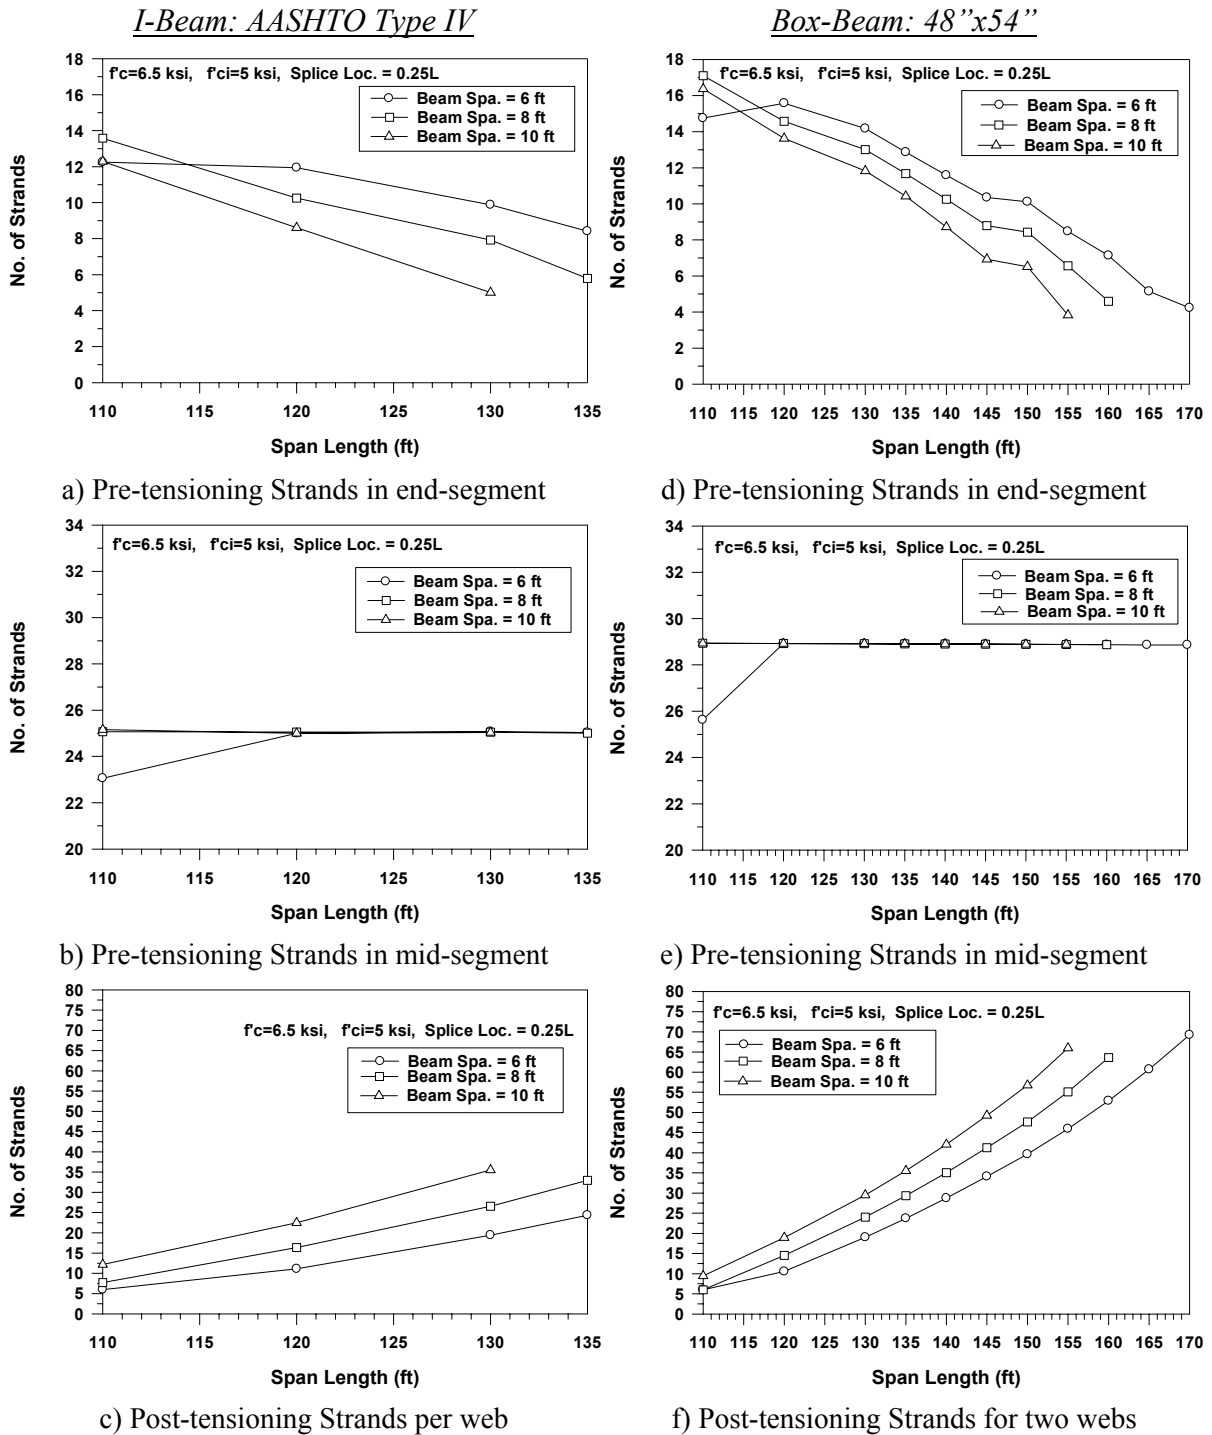 I-Beam: AASHTO Type IV
18
16
14
12
10
8
6
4
2
0
No. of Strands
f'c=6.5 ksi, f'ci=5 ksi, Splice Loc. = 0.25L
Beam Spa. = 6 ft
Beam Spa. = 8 ft
Beam Spa. = 10 ft
110 115 120 125 130 135
Span Length (ft)
a) Pre-tensioning Strands in end-segment
34
32
30
28
26
24
22
20
No. of Strands
f'c=6.5 ksi, f'ci=5 ksi, Splice Loc. = 0.25L
Beam Spa. = 6 ft
Beam Spa. = 8 ft
Beam Spa. = 10 ft
110 115 120 125 130 135
Span Length (ft)
b) Pre-tensioning Strands in mid-segment
80
75
70
65
60
55
50
45
40
35
30
25
20
15
10
5
0
No. of Strands
f'c=6.5 ksi, f'ci=5 ksi, Splice Loc. = 0.25L
Beam Spa. = 6 ft
Beam Spa. = 8 ft
Beam Spa. = 10 ft
110 115 120 125 130 135
Span Length (ft)
c) Post-tensioning Strands per web
Box-Beam: 48”x54”
18
16
14
12
10
8
6
4
2
0
No. of Strands
f'c=6.5 ksi, f'ci=5 ksi, Splice Loc. = 0.25L
Beam Spa. = 6 ft
Beam Spa. = 8 ft
Beam Spa. = 10 ft
110 115 120 125 130 135 140 145 150 155 160 165 170
Span Length (ft)
d) Pre-tensioning Strands in end-segment
34
32
30
28
26
24
22
20
No. of Strands
f'c=6.5 ksi, f'ci=5 ksi, Splice Loc. = 0.25L
Beam Spa. = 6 ft
Beam Spa. = 8 ft
Beam Spa. = 10 ft
110 115 120 125 130 135 140 145 150 155 160 165 170
Span Length (ft)
e) Pre-tensioning Strands in mid-segment
80
75
70
65
60
55
50
45
40
35
30
25
20
15
10
5
0
No. of Strands
f'c=6.5 ksi, f'ci=5 ksi, Splice Loc. = 0.25L
Beam Spa. = 6 ft
Beam Spa. = 8 ft
Beam Spa. = 10 ft
110 115 120 125 130 135 140 145 150 155 160 165 170
Span Length (ft)
f) Post-tensioning Strands for two webs